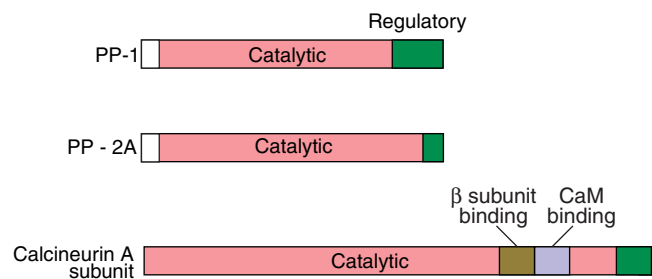 Regulatory
PP-1
Catalytic
PP - 2A
Catalytic
β subunit
binding
CaM
binding
Calcineurin A
subunit
Catalytic